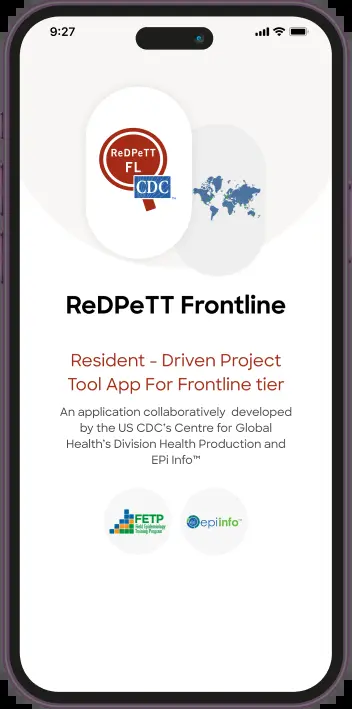 9:27
ReDPeTT
FL
CDC
TM
ReDPeTT Frontline
Resident - Driven Project
Tool App For Frontline tier
An application collaboratively developed
by the US CDC's Centre for Global
Health's Division Health Production and
EPi Info™
FETP
Field Epidemiology
Training Program
epiinfo™